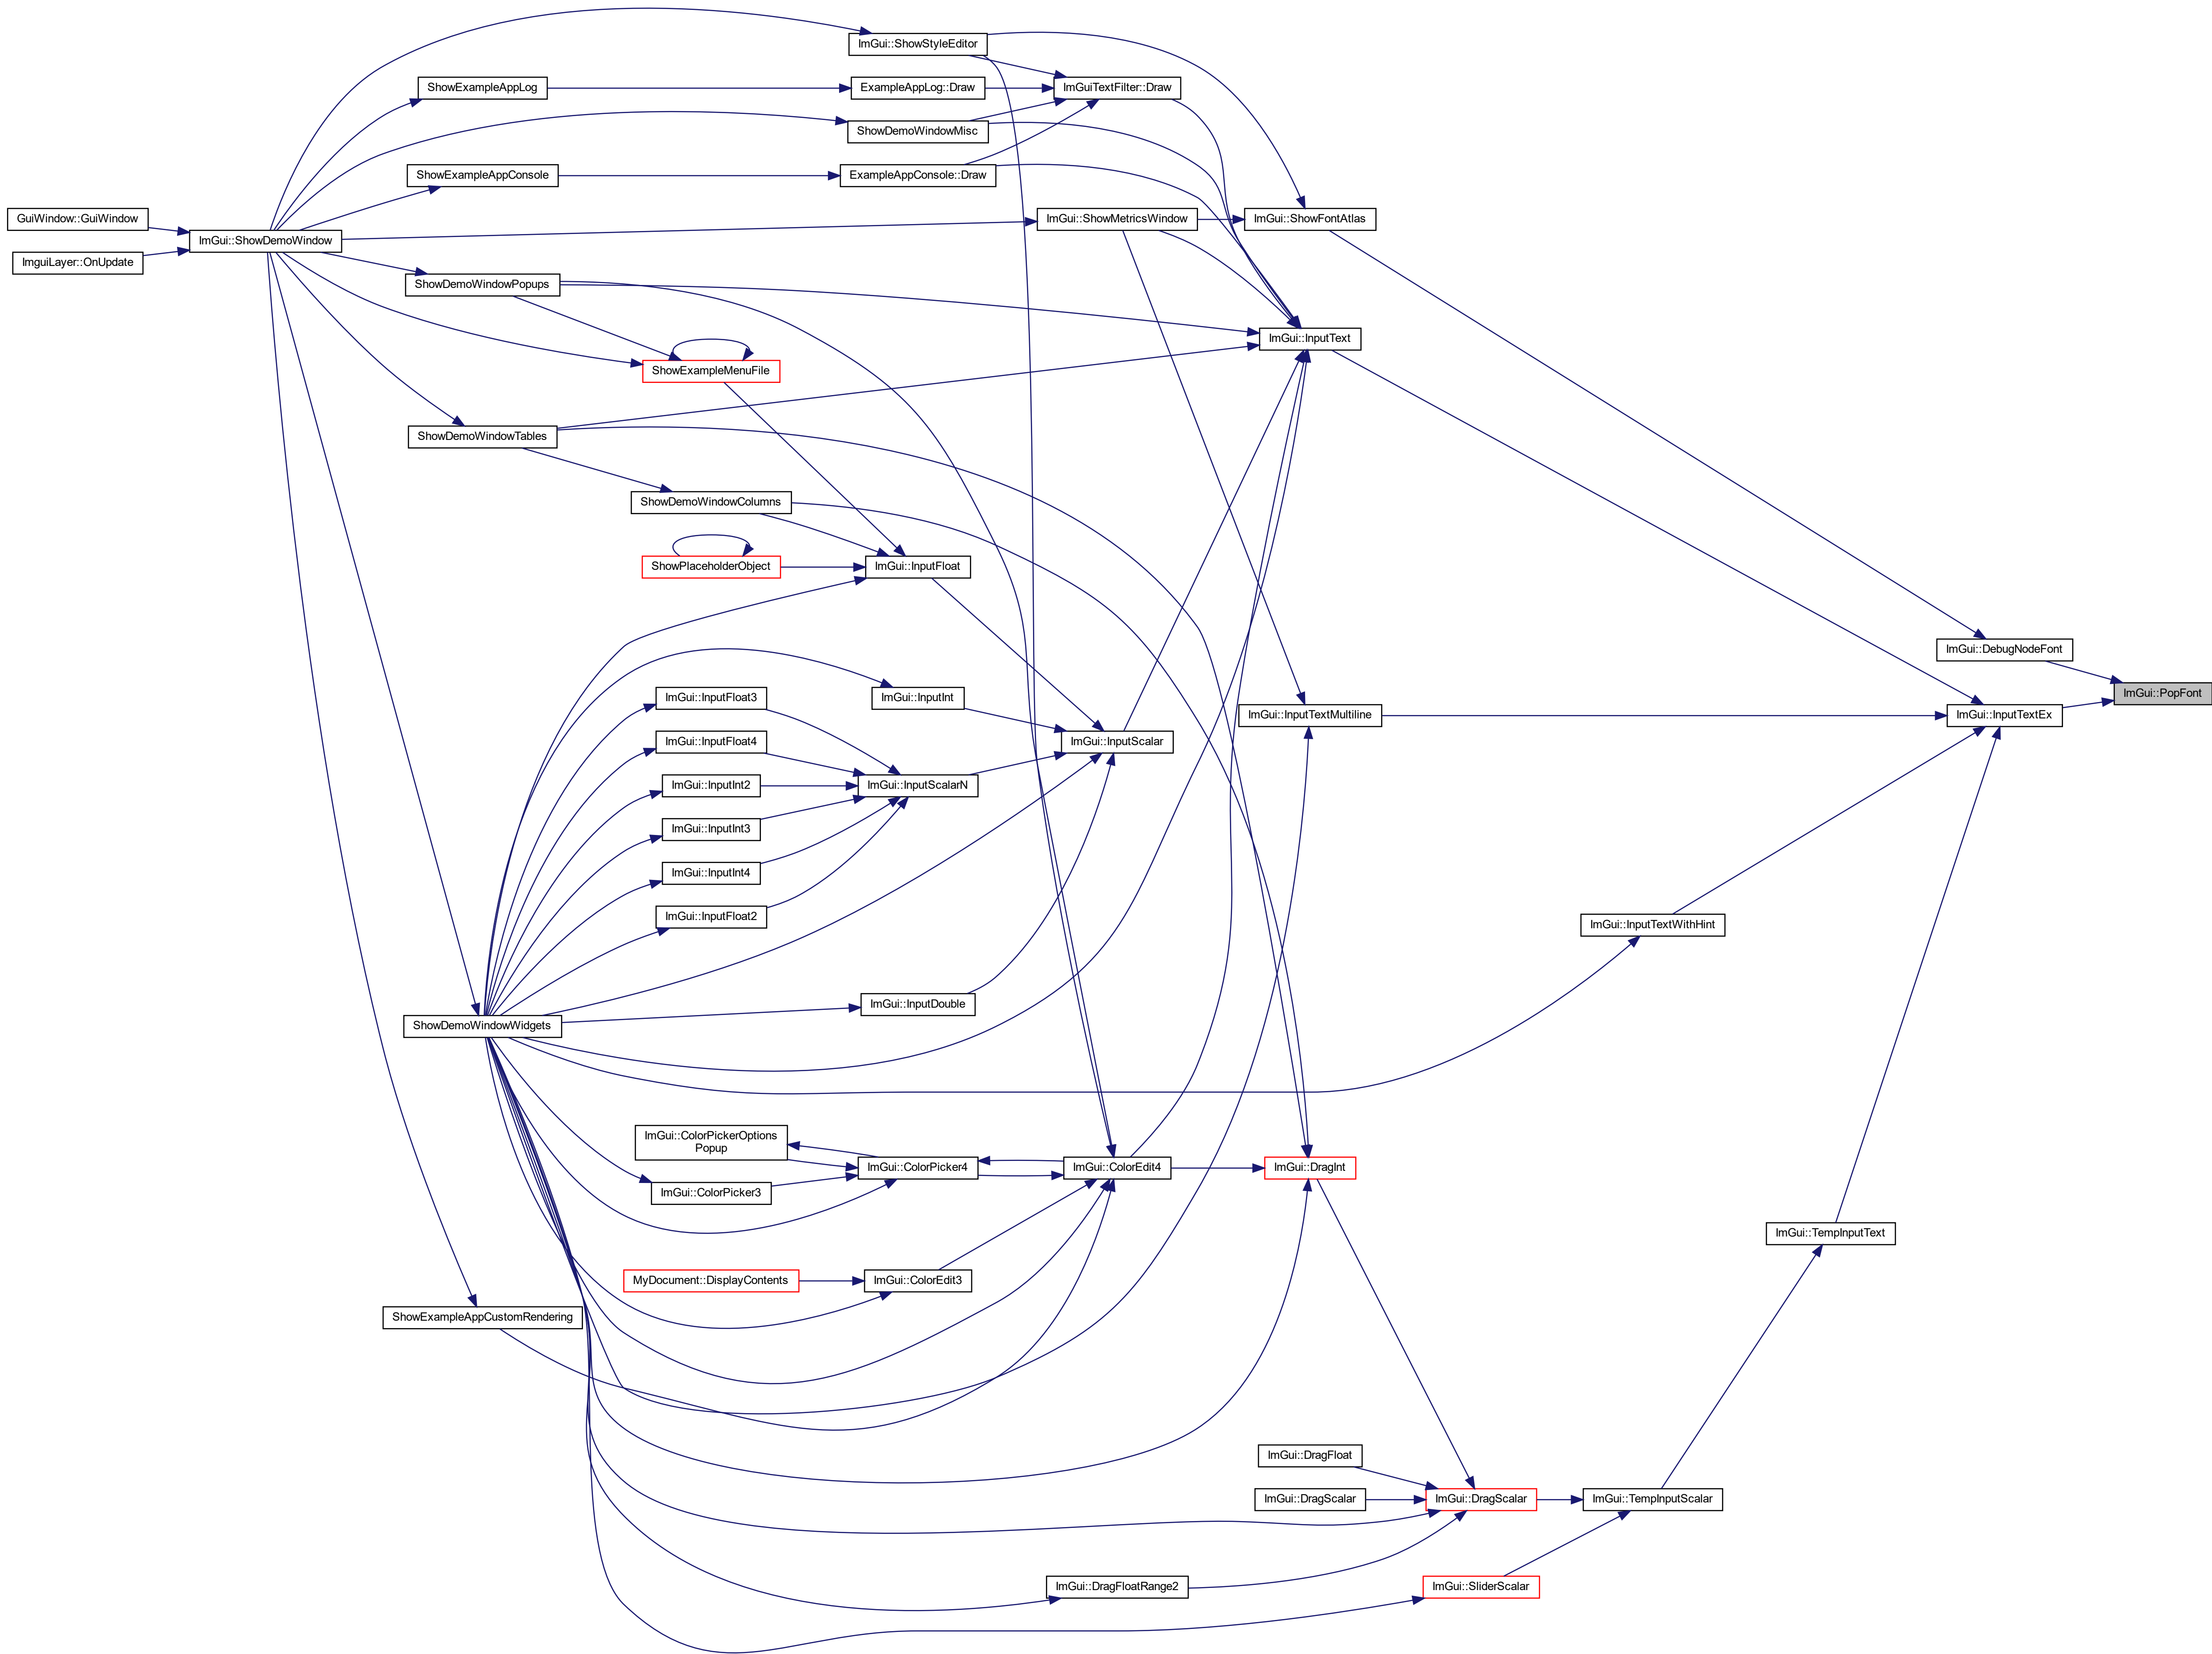 ImGui::ShowStyleEditor
ShowExampleAppLog
ExampleAppLog::Draw
ImGuiTextFilter::Draw
ShowDemoWindowMisc
ShowExampleAppConsole
ExampleAppConsole::Draw
GuiWindow::GuiWindow
ImGui::ShowMetricsWindow
ImGui::ShowFontAtlas
ImGui::ShowDemoWindow
ImguiLayer::OnUpdate
ShowDemoWindowPopups
ImGui::InputText
ShowExampleMenuFile
ShowDemoWindowTables
ShowDemoWindowColumns
ShowPlaceholderObject
ImGui::InputFloat
ImGui::DebugNodeFont
ImGui::PopFont
ImGui::InputFloat3
ImGui::InputInt
ImGui::InputTextMultiline
ImGui::InputTextEx
ImGui::InputFloat4
ImGui::InputScalar
ImGui::InputInt2
ImGui::InputScalarN
ImGui::InputInt3
ImGui::InputInt4
ImGui::InputFloat2
ImGui::InputTextWithHint
ImGui::InputDouble
ShowDemoWindowWidgets
ImGui::ColorPickerOptions
Popup
ImGui::ColorPicker4
ImGui::ColorEdit4
ImGui::DragInt
ImGui::ColorPicker3
ImGui::TempInputText
MyDocument::DisplayContents
ImGui::ColorEdit3
ShowExampleAppCustomRendering
ImGui::DragFloat
ImGui::DragScalar
ImGui::DragScalar
ImGui::TempInputScalar
ImGui::DragFloatRange2
ImGui::SliderScalar